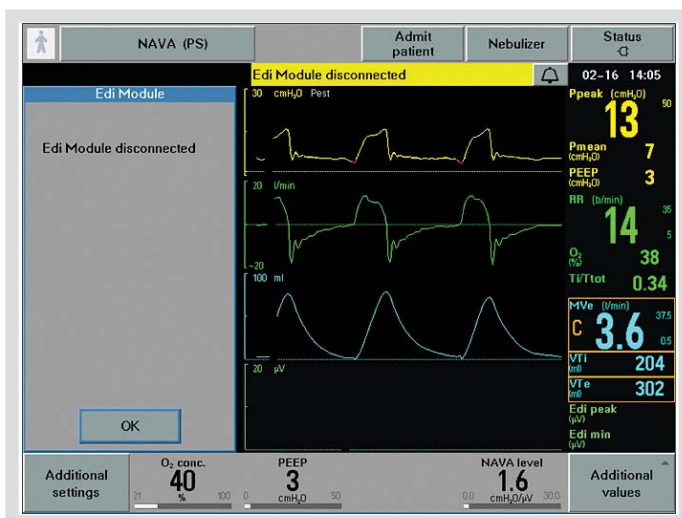 NAVA (PS)
Admit
patient
Nebulizer
Status
Edi Module disconnected
02-16 14:05
Edi Module
Edi Module disconnected
OK
30 cmH₂O Pest
20 l/min
-20
100 ml
20 µV
Ppeak (cmH₂O)
50
13
Pmean
(cmH₂O)
7
PEEP
(cmH₂O)
3
RR (b/min)
35
14
5
O₂
(%)
38
Ti/Ttot
0.34
MVe (l/min)
37.5
C
3.6
0.5
VTi
(ml)
204
VTe
(ml)
302
Edi peak
(µV)
Edi min
(µV)
Additional
settings
O₂ conc.
40
21 % 100
PEEP
3
0 cmH₂O 50
NAVA level
1.6
0.0 cmH₂O/µV 30.0
Additional
values